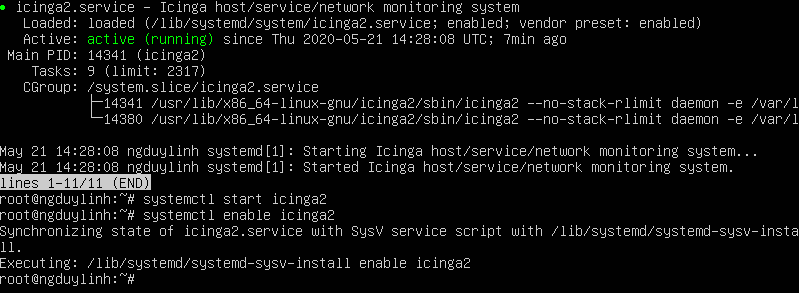 ● icinga2.service - Icinga host/service/network monitoring system
Loaded: loaded (/lib/systemd/system/icinga2.service; enabled; vendor preset: enabled)
Active: active (running) since Thu 2020-05-21 14:28:08 UTC; 7min ago
Main PID: 14341 (icinga2)
Tasks: 9 (limit: 2317)
CGroup: /system.slice/icinga2.service
├─14341 /usr/lib/x86_64-linux-gnu/icinga2/sbin/icinga2 --no-stack-rlimit daemon -e /var/l
└─14380 /usr/lib/x86_64-linux-gnu/icinga2/sbin/icinga2 --no-stack-rlimit daemon -e /var/l
May 21 14:28:08 ngduylinh systemd[1]: Starting Icinga host/service/network monitoring system...
May 21 14:28:08 ngduylinh systemd[1]: Started Icinga host/service/network monitoring system.
lines 1-11/11 (END)
root@ngduylinh:~# systemctl start icinga2
root@ngduylinh:~# systemctl enable icinga2
Synchronizing state of icinga2.service with SysV service script with /lib/systemd/systemd-sysv-insta
ll.
Executing: /lib/systemd/systemd-sysv-install enable icinga2
root@ngduylinh:~#